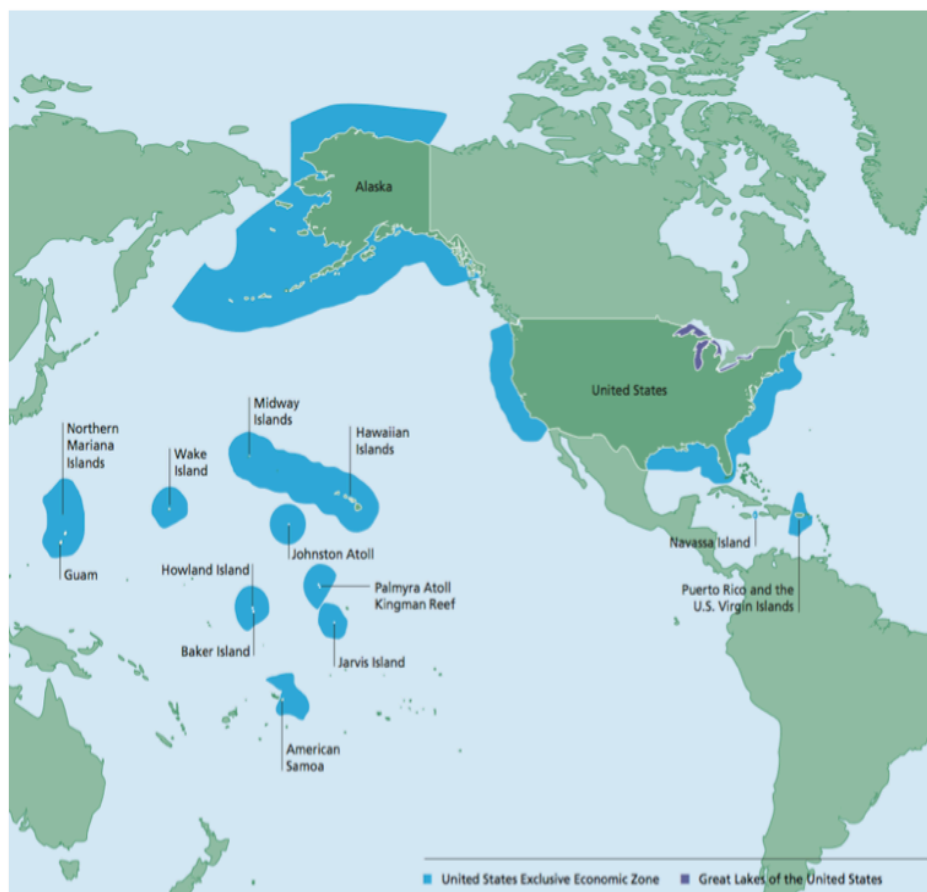 Alaska
United States
Midway
Islands
Hawaiian
Islands
Northern
Mariana
Islands
Wake
Island
Guam
Johnston Atoll
Howland Island
Palmyra Atoll
Kingman Reef
Baker Island
Jarvis Island
American
Samoa
Navassa Island
Puerto Rico and the
U.S. Virgin Islands
United States Exclusive Economic Zone
Great Lakes of the United States